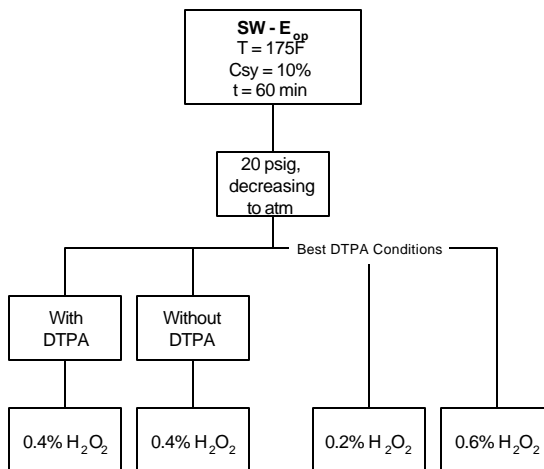 SW - E_op
T = 175F
Csy = 10%
t = 60 min
20 psig,
decreasing
to atm
Best DTPA Conditions
With
DTPA
Without
DTPA
0.4% H₂O₂
0.4% H₂O₂
0.2% H₂O₂
0.6% H₂O₂